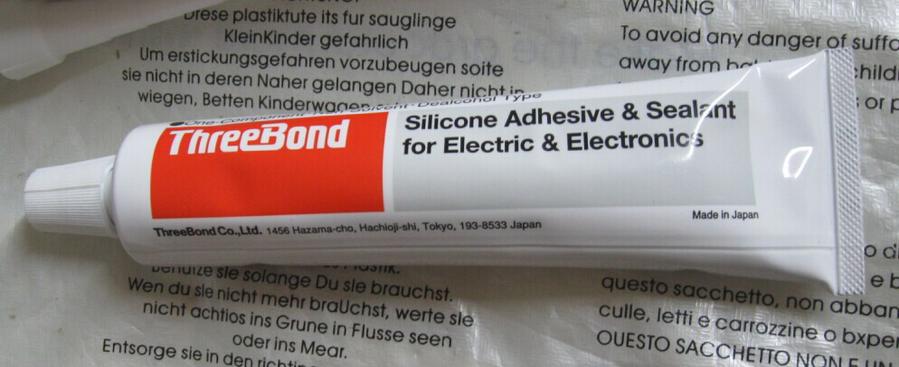 Diese plastiktute its fur sauglinge
KleinKinder gefahrlich
Um erstickungsgefahren vorzubeugen soite
sie nicht in deren Naher gelangen Daher nicht in
wiegen, Betten Kinderwagen
WARNING
To avoid any danger of suffo
away from
child
or p
One-Component
Dealcohol Type
ThreeBond
Silicone Adhesive & Sealant
for Electric & Electronics
Made in Japan
ThreeBond Co.,Ltd. 1456 Hazama-cho, Hachioji-shi, Tokyo, 193-8533 Japan
benutze sie solange Du sie brauchst.
Wen du sie nicht mehr braUchst, werte sie
nicht achtios ins Grune in Flusse seen
oder ins Mear.
Entsorge sie in den
questo sacchetto, non abban
culle, letti e carrozzine o bxper
QUESTO SACCHETTO NON E UN